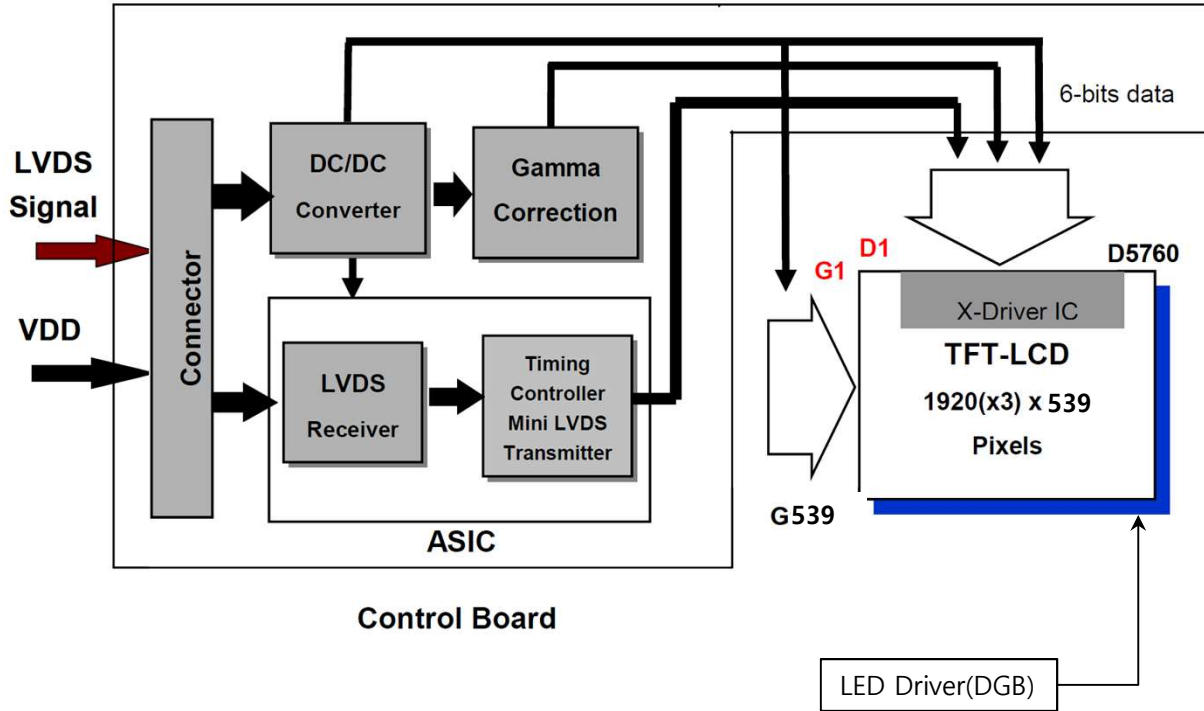 6-bits data
LVDS
Signal
VDD
Connector
DC/DC
Converter
Gamma
Correction
LVDS
Receiver
Timing
Controller
Mini LVDS
Transmitter
ASIC
D1
G1
D5760
X-Driver IC
TFT-LCD
1920(x3) x 539
Pixels
G539
Control Board
LED Driver(DGB)